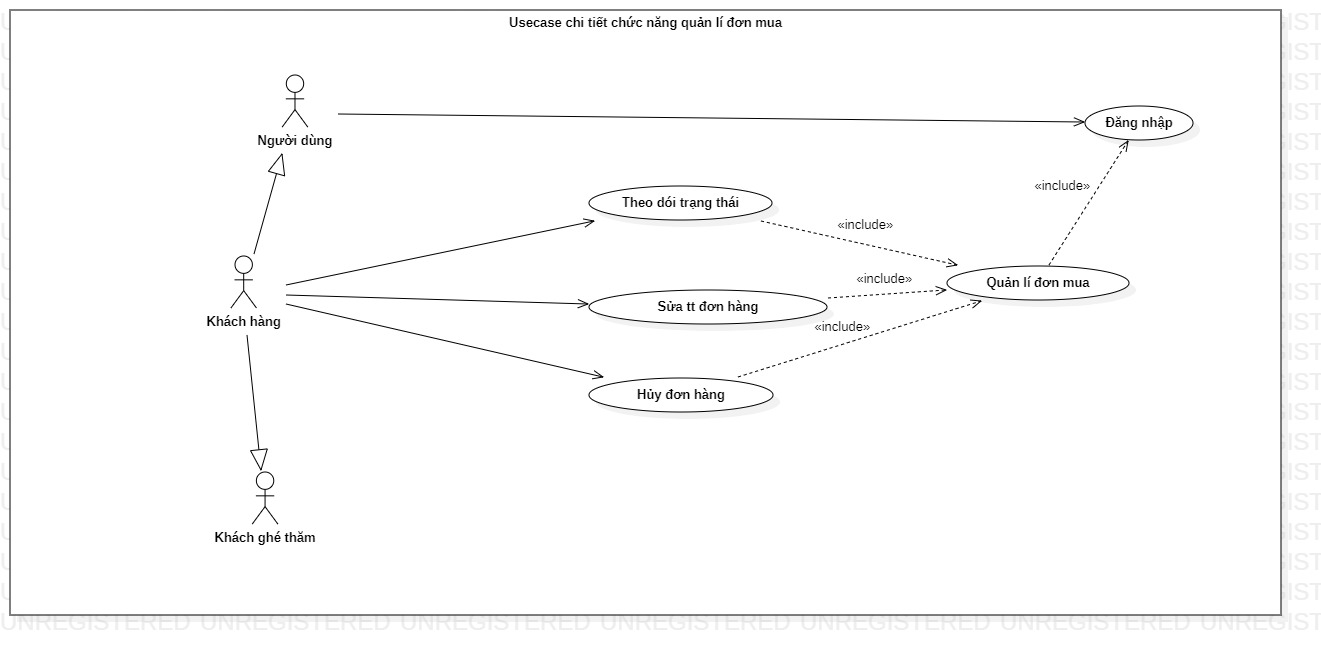 Usecase chi tiết chức năng quản lí đơn mua
Người dùng
Đăng nhập
«include»
Theo dói trạng thái
«include»
Khách hàng
«include»
Quản lí đơn mua
Sửa tt đơn hàng
«include»
Hủy đơn hàng
Khách ghé thăm
UNREGISTERED UNREGISTERED UNREGISTERED UNREGISTERED UNREGISTERED UNREGISTERED UNREGIST